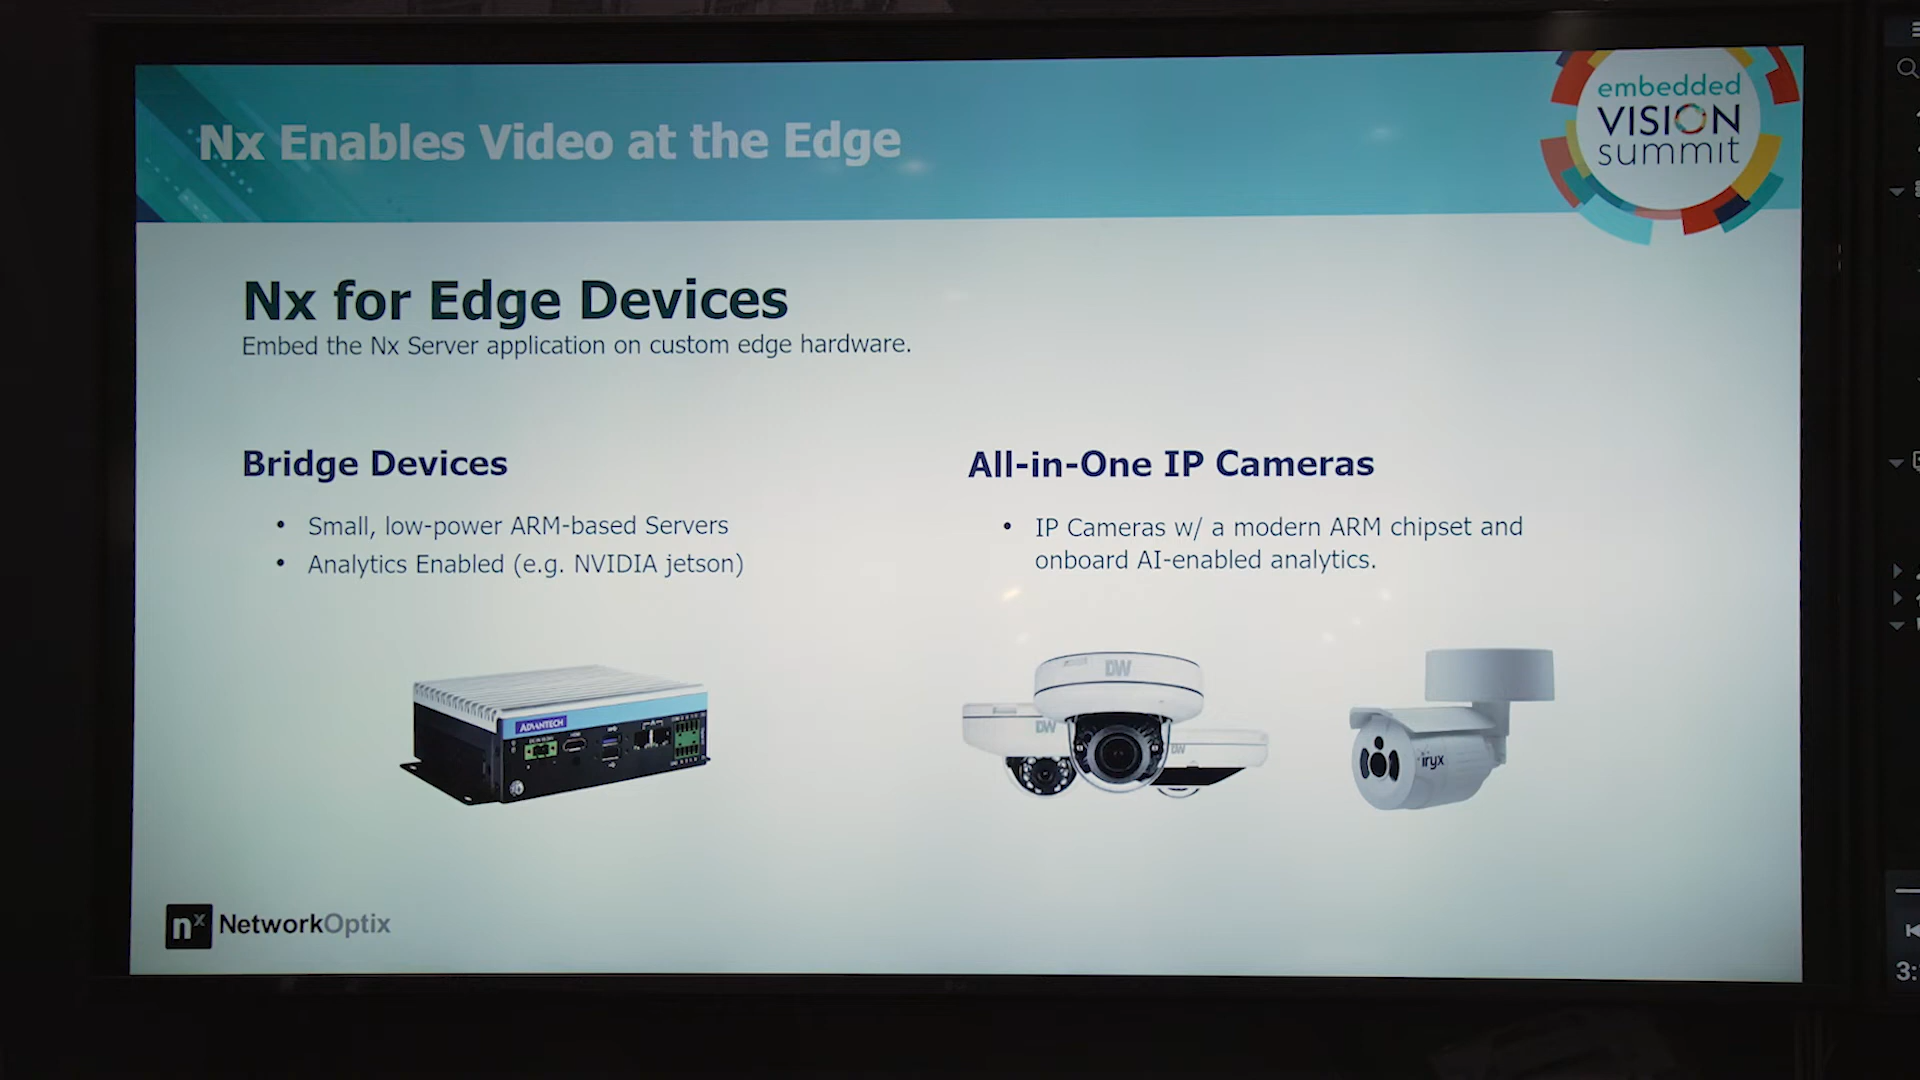 Nx Enables Video at the Edge
embedded
VISION
summit
Nx for Edge Devices
Embed the Nx Server application on custom edge hardware.
Bridge Devices
• Small, low-power ARM-based Servers
• Analytics Enabled (e.g. NVIDIA jetson)
All-in-One IP Cameras
• IP Cameras w/ a modern ARM chipset and
onboard AI-enabled analytics.
ADVANTECH
DW
DW
DW
iryx
nx NetworkOptix